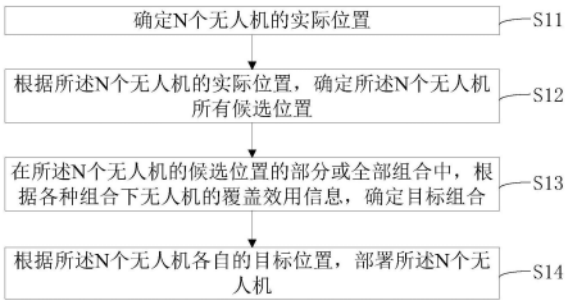 确定N个无人机的实际位置
S11
根据所述N个无人机的实际位置，确定所述N个无人机
所有候选位置
S12
在所述N个无人机的候选位置的部分或全部组合中，根
据各种组合下无人机的覆盖效用信息，确定目标组合
S13
根据所述N个无人机各自的目标位置，部署所述N个无
人机
S14